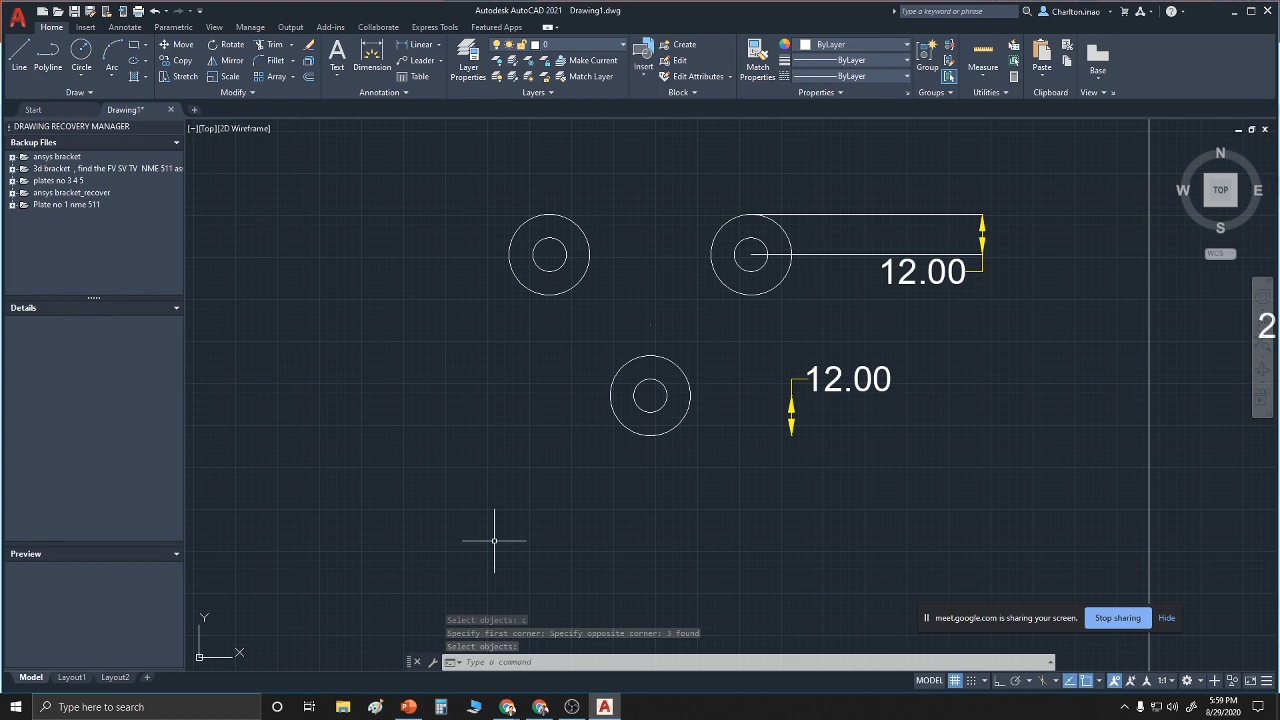 Autodesk AutoCAD 2021 Drawing1.dwg
Type a keyword or phrase
Charlton.inao
Home Insert Annotate Parametric View Manage Output Add-ins Collaborate Express Tools Featured Apps
Line Polyline Circle Arc
Move Rotate Trim
Copy Mirror Fillet
Stretch Scale Array
Text Dimension
Linear
Leader
Table
Layer Properties
0
Make Current
Match Layer
Insert
Create
Edit
Edit Attributes
Match Properties
ByLayer
ByLayer
ByLayer
Group
Measure
Paste
Base
Draw Modify Annotation Layers Block Properties Groups Utilities Clipboard View
Start Drawing1*
DRAWING RECOVERY MANAGER
Backup Files
ansys bracket
3d bracket , find the FV SV TV NME 511 as
plates no 3 4 5
ansys bracket_recover
Plate no 1 nme 511
Details
Preview
[−][Top][2D Wireframe]
N
W TOP E
S
WCS
12.00
2
12.00
Y
X
Select objects: c
Specify first corner: Specify opposite corner: 3 found
Select objects:
Type a command
meet.google.com is sharing your screen. Stop sharing Hide
Model Layout1 Layout2
MODEL 1:1
Type here to search
5:59 PM
8/29/2020